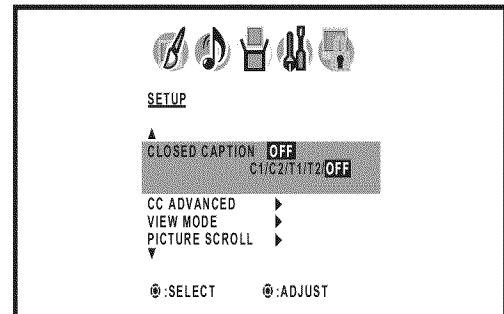 SETUP
CLOSED CAPTION OFF
C1/C2/T1/T2/OFF
CC ADVANCED
VIEW MODE
PICTURE SCROLL
:SELECT :ADJUST